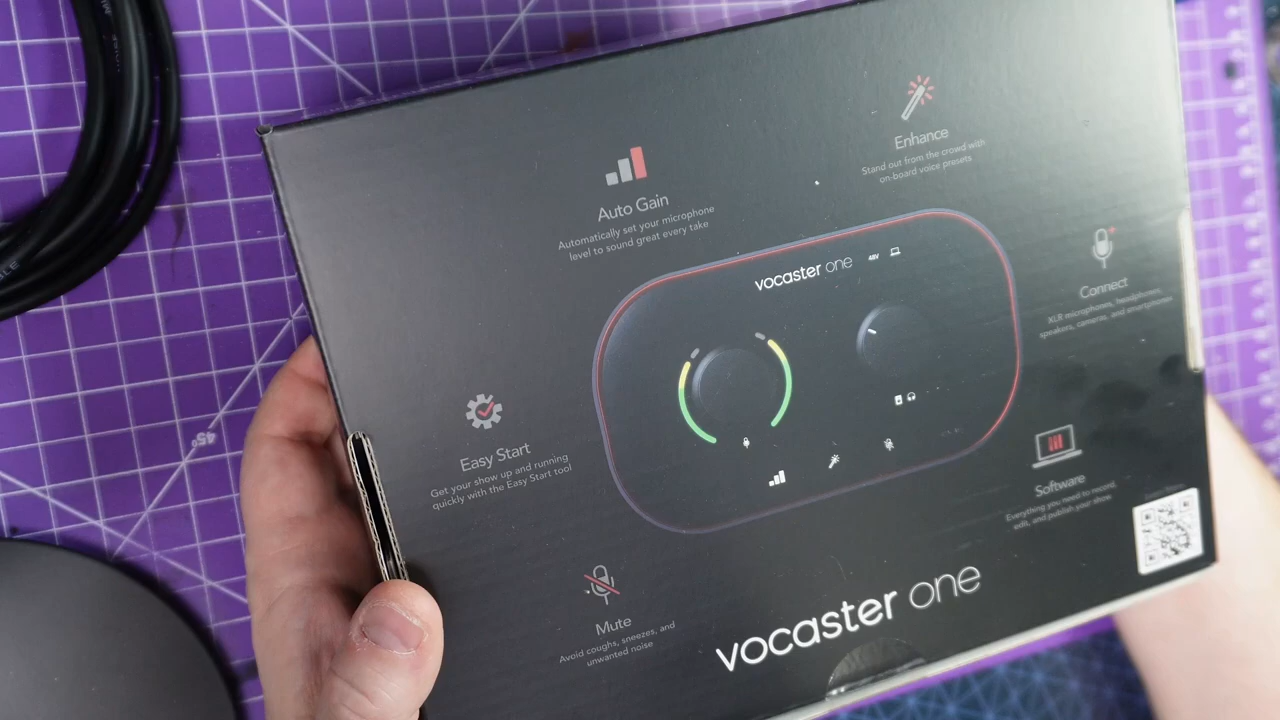 Enhance
Stand out from the crowd with
on-board voice presets
Auto Gain
Automatically set your microphone
level to sound great every take
vocaster one
48V
Connect
XLR microphones, headphones,
speakers, cameras, and smartphones
Easy Start
Get your show up and running
quickly with the Easy Start tool
Software
Everything you need to record,
edit, and publish your show
Mute
Avoid coughs, sneezes, and
unwanted noise
vocaster one
45°